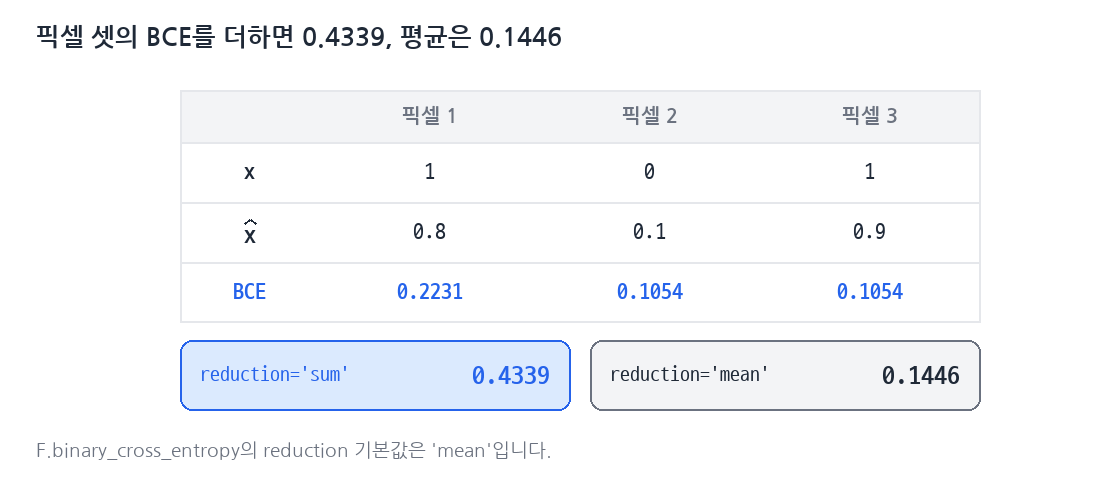 픽셀 셋의 BCE를 더하면 0.4339, 평균은 0.1446
픽셀 1 픽셀 2 픽셀 3
x 1 0 1
x̂ 0.8 0.1 0.9
BCE 0.2231 0.1054 0.1054
reduction='sum' 0.4339 reduction='mean' 0.1446
F.binary_cross_entropy의 reduction 기본값은 'mean'입니다.